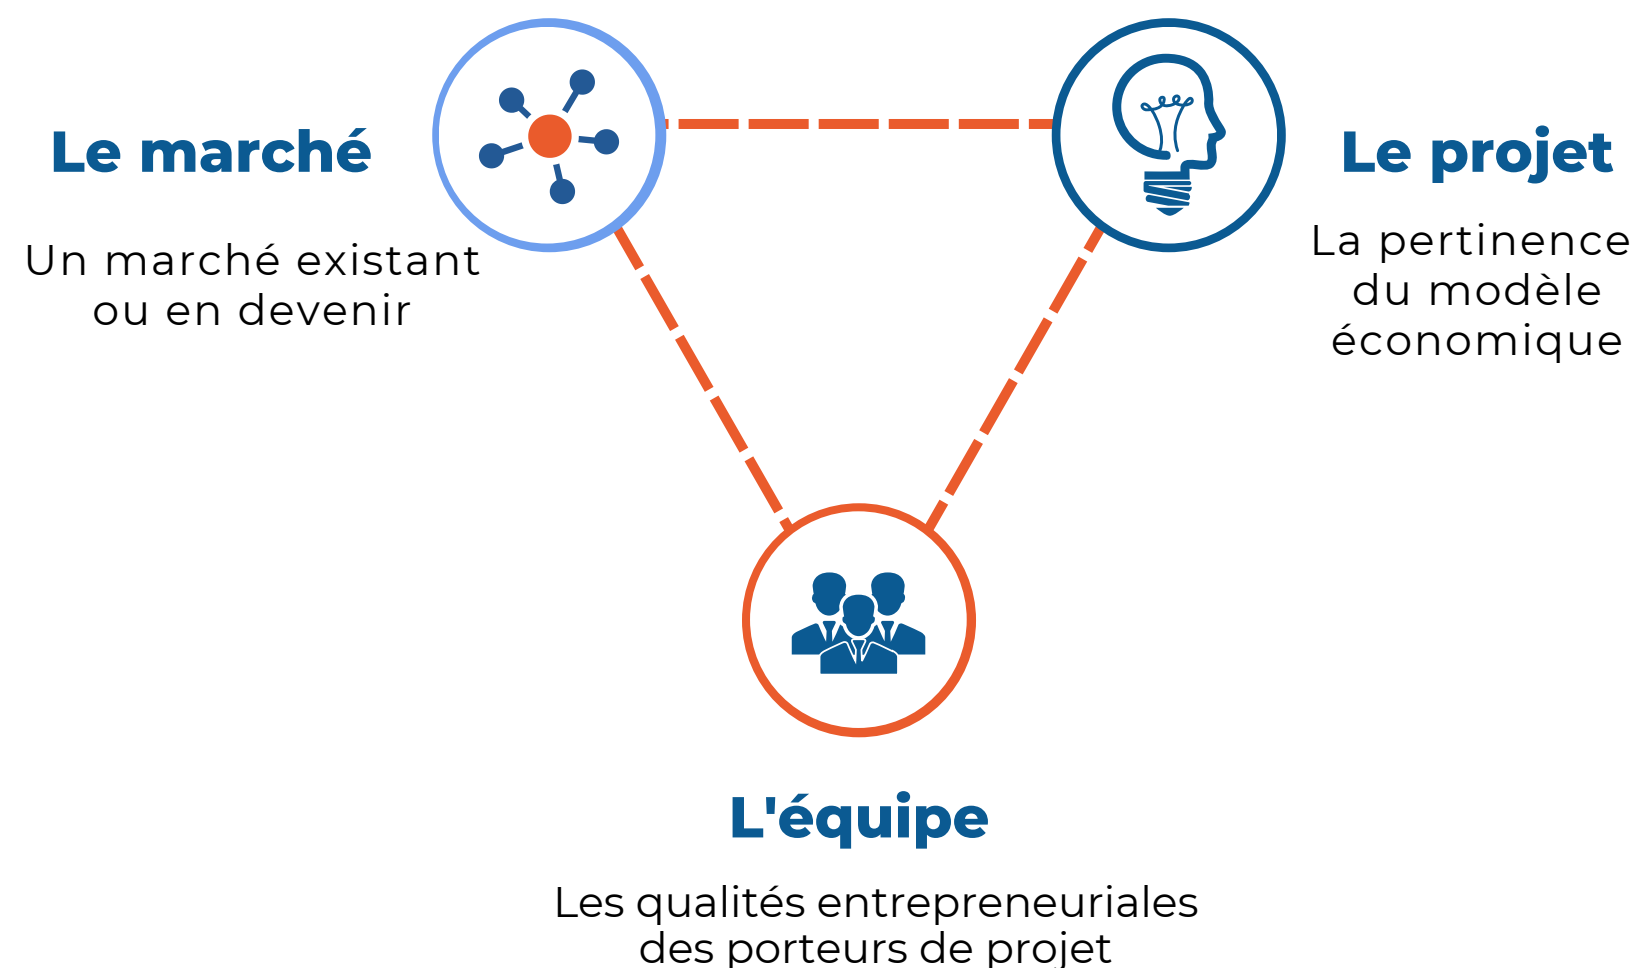 Le marché
Un marché existant
ou en devenir
Le projet
La pertinence
du modèle
économique
L'équipe
Les qualités entrepreneuriales
des porteurs de projet